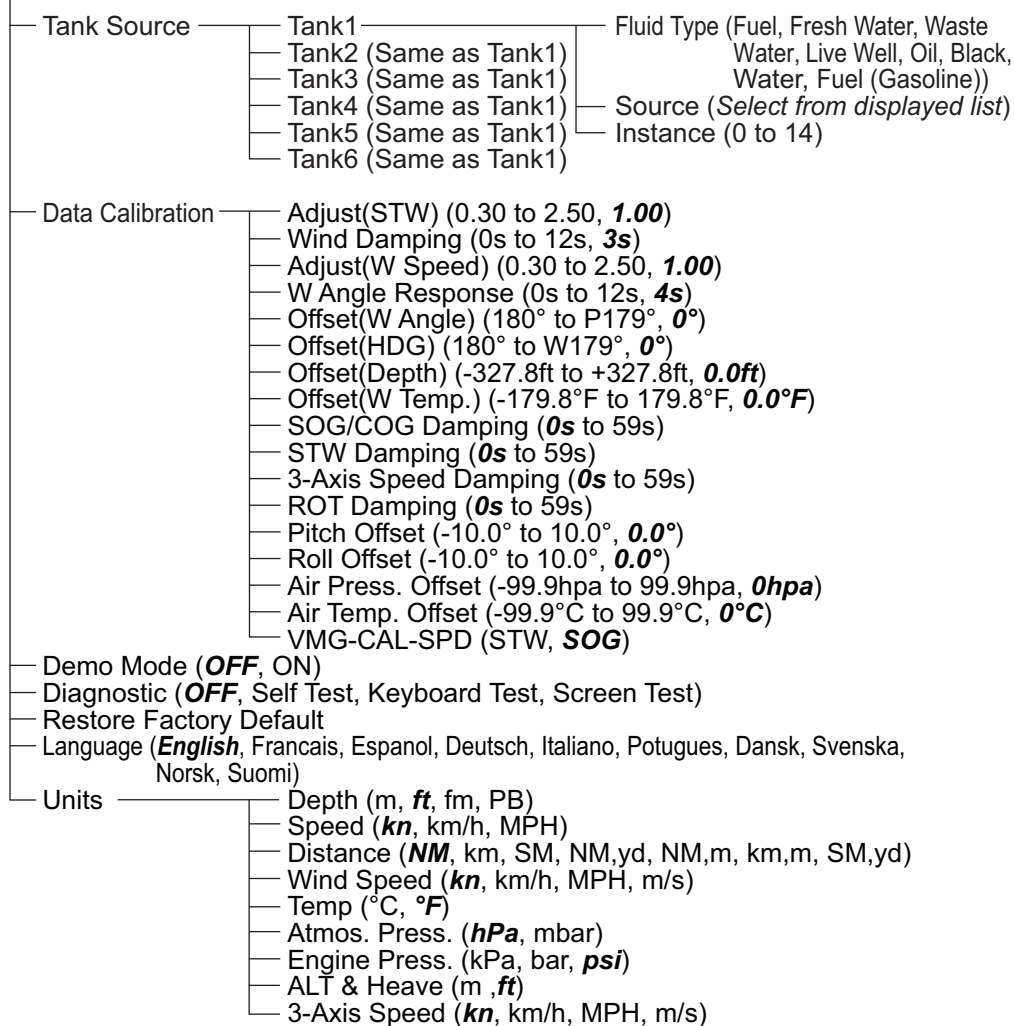 Tank Source
Tank1
Fluid Type (Fuel, Fresh Water, Waste
Water, Live Well, Oil, Black,
Water, Fuel (Gasoline))
Tank2 (Same as Tank1)
Tank3 (Same as Tank1)
Tank4 (Same as Tank1)
Source (Select from displayed list)
Tank5 (Same as Tank1)
Instance (0 to 14)
Tank6 (Same as Tank1)
Data Calibration
Adjust(STW) (0.30 to 2.50, 1.00)
Wind Damping (0s to 12s, 3s)
Adjust(W Speed) (0.30 to 2.50, 1.00)
W Angle Response (0s to 12s, 4s)
Offset(W Angle) (180° to P179°, 0°)
Offset(HDG) (180° to W179°, 0°)
Offset(Depth) (-327.8ft to +327.8ft, 0.0ft)
Offset(W Temp.) (-179.8°F to 179.8°F, 0.0°F)
SOG/COG Damping (0s to 59s)
STW Damping (0s to 59s)
3-Axis Speed Damping (0s to 59s)
ROT Damping (0s to 59s)
Pitch Offset (-10.0° to 10.0°, 0.0°)
Roll Offset (-10.0° to 10.0°, 0.0°)
Air Press. Offset (-99.9hpa to 99.9hpa, 0hpa)
Air Temp. Offset (-99.9°C to 99.9°C, 0°C)
VMG-CAL-SPD (STW, SOG)
Demo Mode (OFF, ON)
Diagnostic (OFF, Self Test, Keyboard Test, Screen Test)
Restore Factory Default
Language (English, Francais, Espanol, Deutsch, Italiano, Potugues, Dansk, Svenska,
Norsk, Suomi)
Units
Depth (m, ft, fm, PB)
Speed (kn, km/h, MPH)
Distance (NM, km, SM, NM,yd, NM,m, km,m, SM,yd)
Wind Speed (kn, km/h, MPH, m/s)
Temp (°C, °F)
Atmos. Press. (hPa, mbar)
Engine Press. (kPa, bar, psi)
ALT & Heave (m ,ft)
3-Axis Speed (kn, km/h, MPH, m/s)